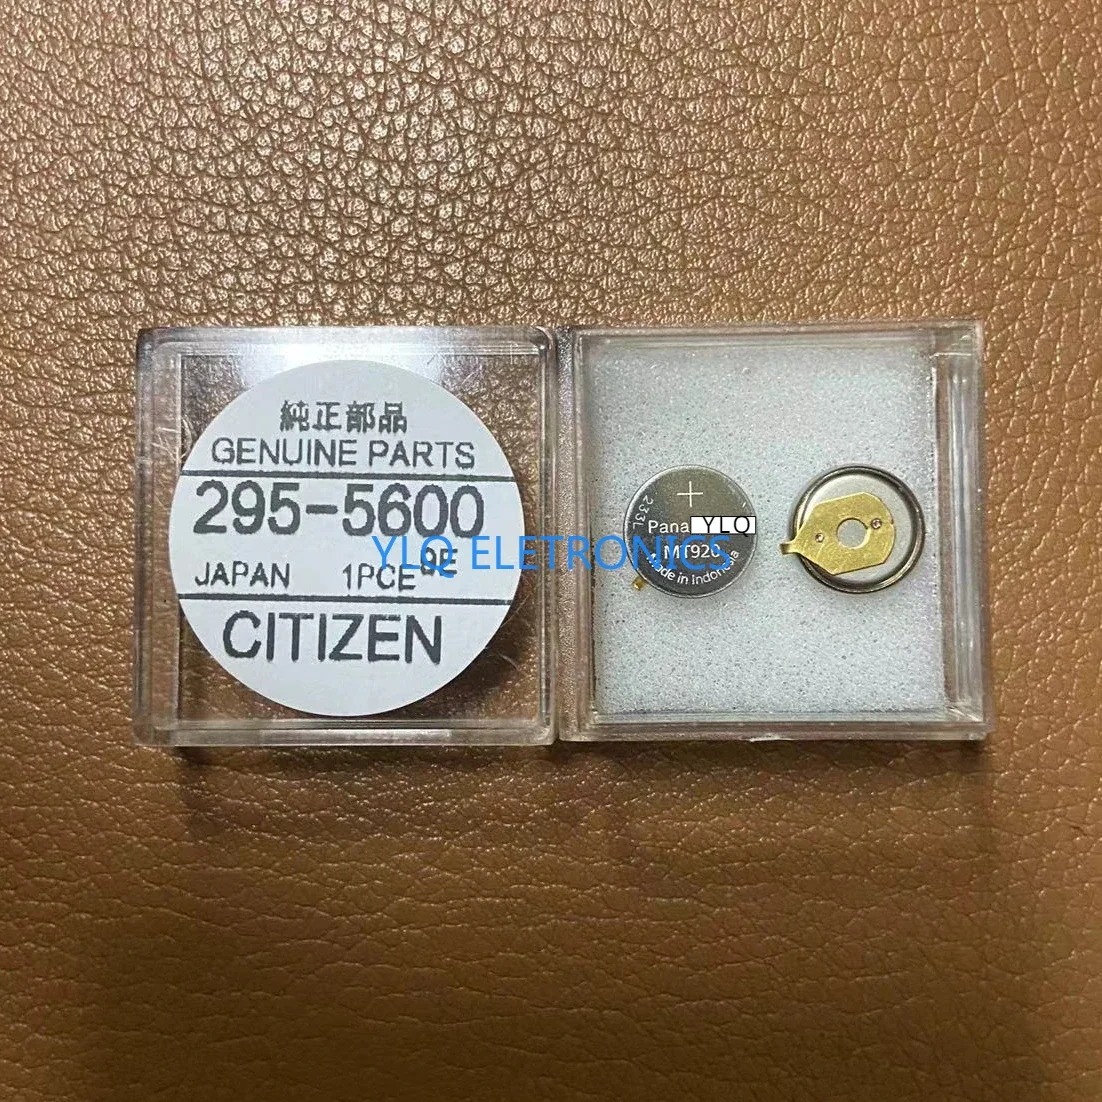 純正部品
GENUINE PARTS
295-5600
JAPAN 1PCE
CITIZEN
YLQ ELETRONICS
+
233L
Pana YLQ
MT920
Made in Indonesia